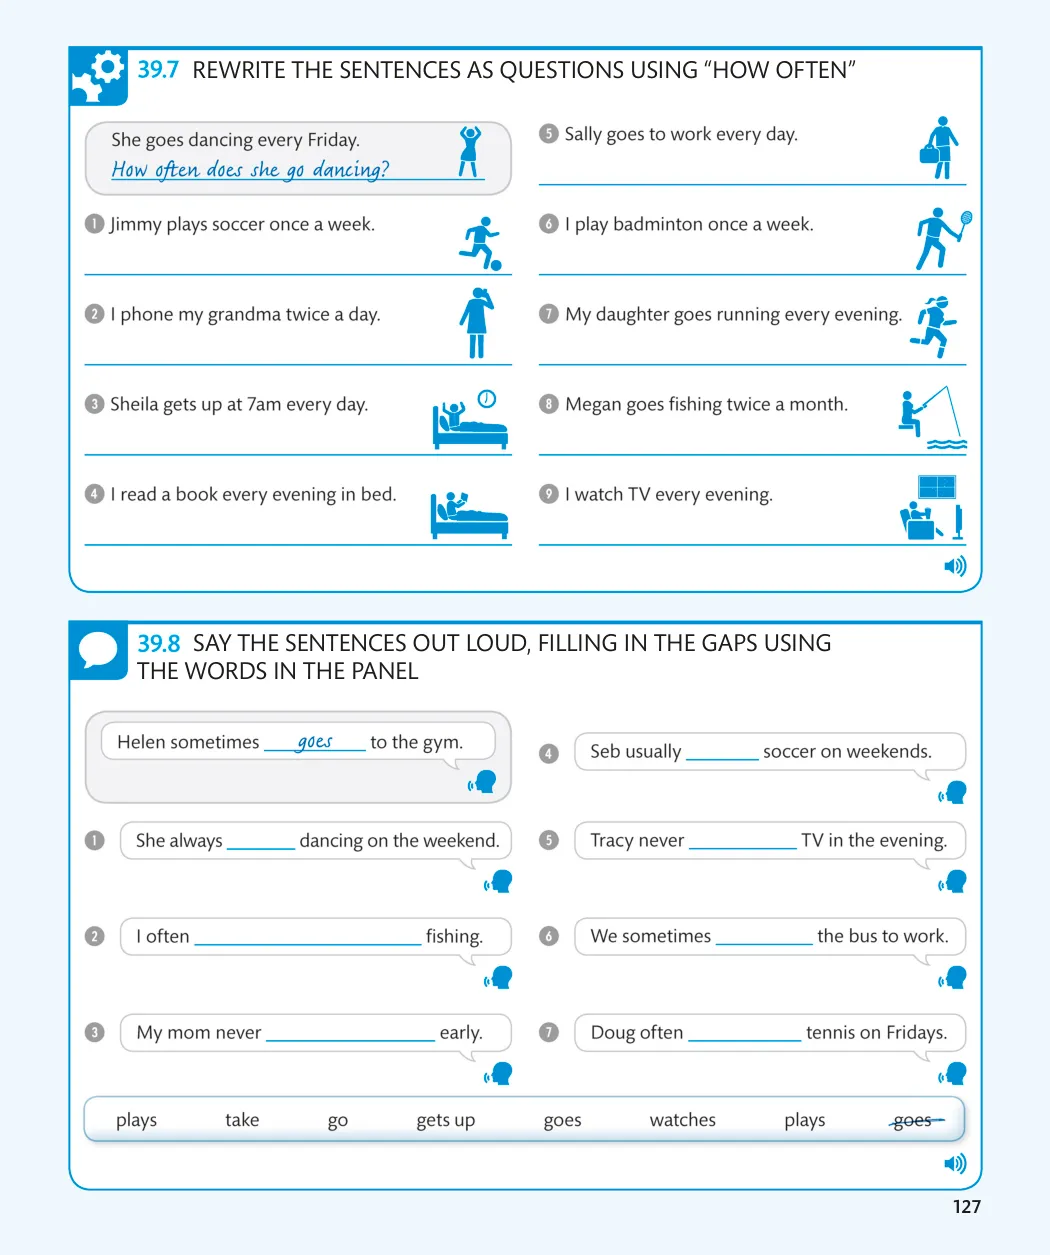 39.7 REWRITE THE SENTENCES AS QUESTIONS USING “HOW OFTEN”
She goes dancing every Friday.
How often does she go dancing?
1 Jimmy plays soccer once a week.
2 I phone my grandma twice a day.
3 Sheila gets up at 7am every day.
4 I read a book every evening in bed.
5 Sally goes to work every day.
6 I play badminton once a week.
7 My daughter goes running every evening.
8 Megan goes fishing twice a month.
9 I watch TV every evening.
39.8 SAY THE SENTENCES OUT LOUD, FILLING IN THE GAPS USING
THE WORDS IN THE PANEL
Helen sometimes goes to the gym.
1 She always ______ dancing on the weekend.
2 I often ______ fishing.
3 My mom never ______ early.
4 Seb usually ______ soccer on weekends.
5 Tracy never ______ TV in the evening.
6 We sometimes ______ the bus to work.
7 Doug often ______ tennis on Fridays.
plays take go gets up goes watches plays goes
127